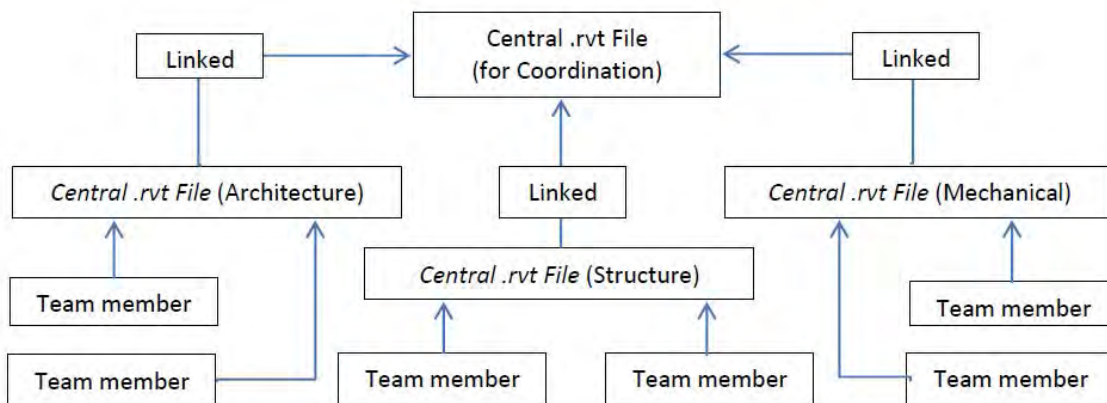 Linked
Central .rvt File
(for Coordination)
Linked
Central .rvt File (Architecture)
Linked
Central .rvt File (Mechanical)
Central .rvt File (Structure)
Team member
Team member
Team member
Team member
Team member
Team member